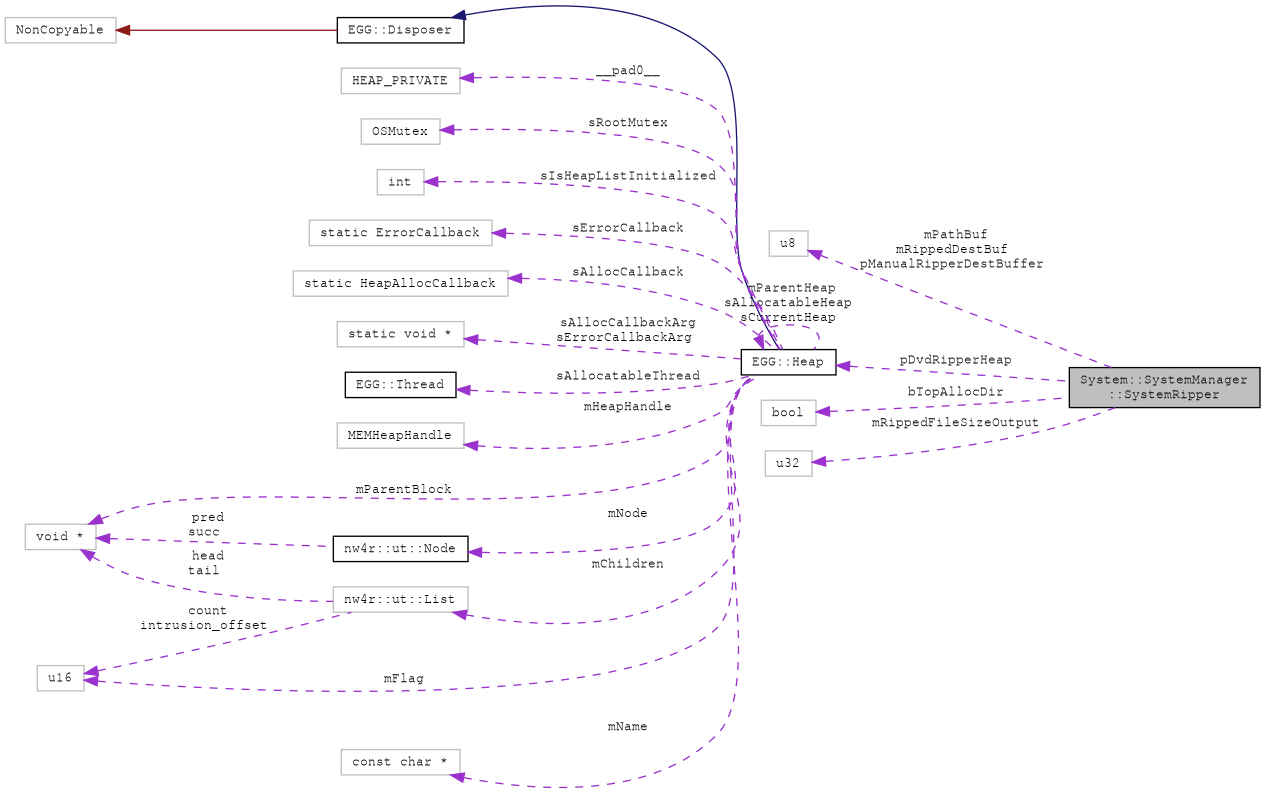 NonCopyable
EGG::Disposer
HEAP_PRIVATE
__pad0__
OSMutex
sRootMutex
int
sIsHeapListInitialized
static ErrorCallback
sErrorCallback
static HeapAllocCallback
sAllocCallback
static void *
sAllocCallbackArg
sErrorCallbackArg
EGG::Thread
sAllocatableThread
MEMHeapHandle
mHeapHandle
void *
mParentBlock
pred
succ
nw4r::ut::Node
mNode
head
tail
nw4r::ut::List
mChildren
count
intrusion_offset
u16
mFlag
const char *
mName
mParentHeap
sAllocatableHeap
sCurrentHeap
EGG::Heap
u8
mPathBuf
mRippedDestBuf
pManualRipperDestBuffer
pDvdRipperHeap
bool
bTopAllocDir
u32
mRippedFileSizeOutput
System::SystemManager
::SystemRipper